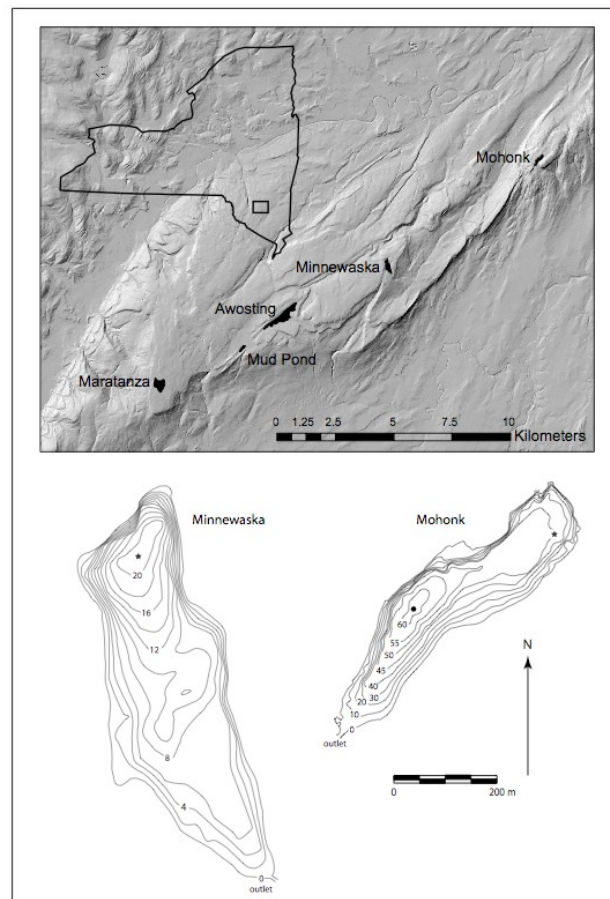 Mohonk
Minnewaska
Awosting
Mud Pond
Maratanza
0 1.25 2.5 5 7.5 10
Kilometers
Minnewaska
Mohonk
20
16
12
8
4
0
outlet
60
55
50
45
40
30
20
10
0
outlet
N
0 200 m